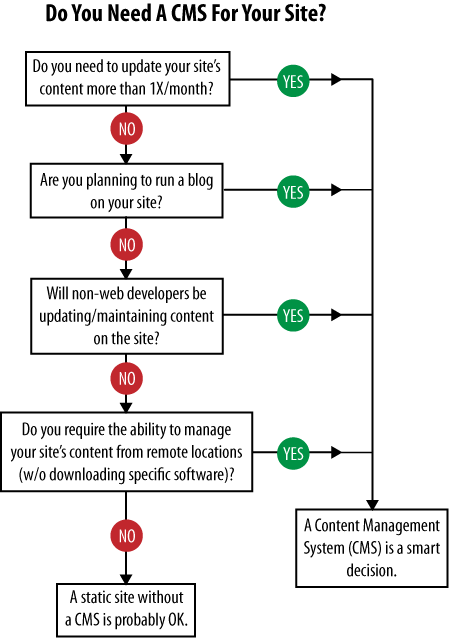 Do You Need A CMS For Your Site?
Do you need to update your site's
content more than 1X/month?
YES
NO
Are you planning to run a blog
on your site?
YES
NO
Will non-web developers be
updating/maintaining content
on the site?
YES
NO
Do you require the ability to manage
your site's content from remote locations
(w/o downloading specific software)?
YES
NO
A Content Management
System (CMS) is a smart
decision.
A static site without
a CMS is probably OK.